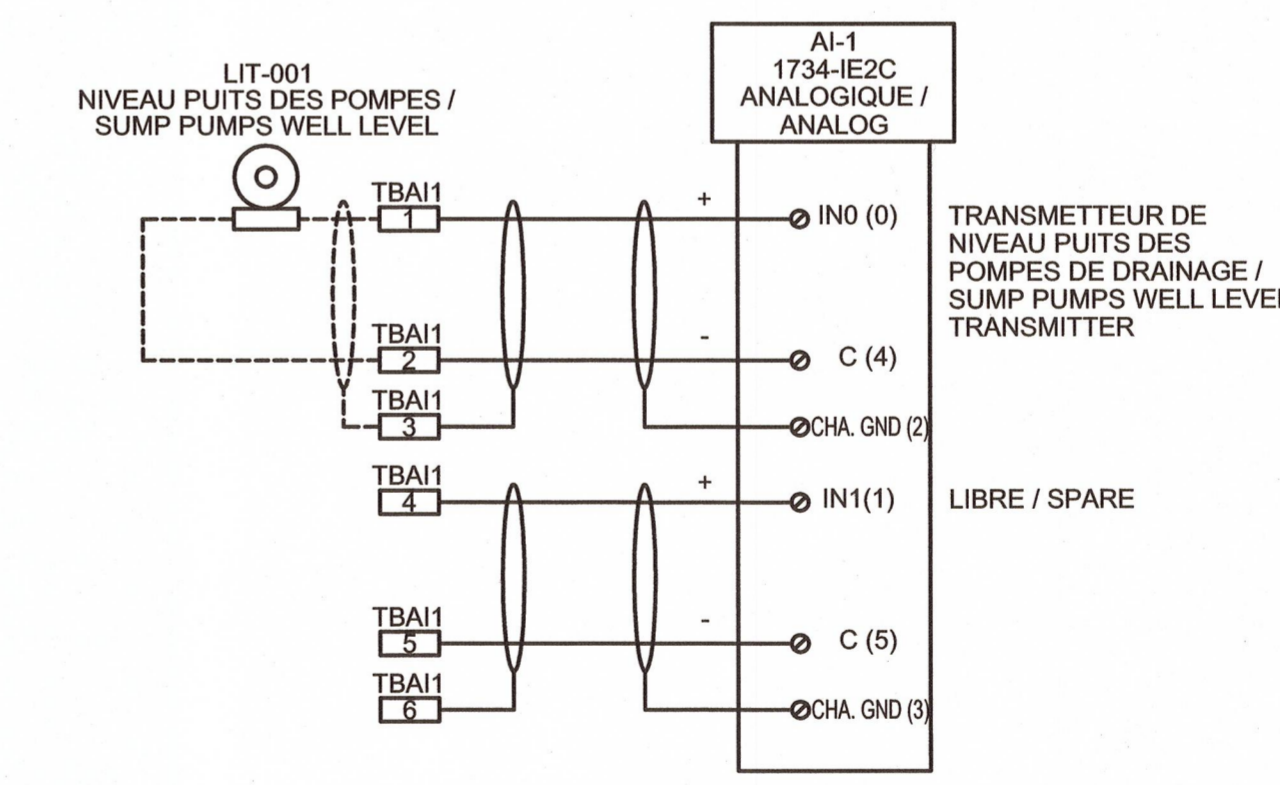 AI-1
1734-IE2C
ANALOGIQUE /
ANALOG
LIT-001
NIVEAU PUITS DES POMPES /
SUMP PUMPS WELL LEVEL
TBAI1
1
+
IN0 (0)
TRANSMETTEUR DE
NIVEAU PUITS DES
POMPES DE DRAINAGE /
SUMP PUMPS WELL LEVEL
TRANSMITTER
TBAI1
2
-
C (4)
TBAI1
3
CHA. GND (2)
TBAI1
4
+
IN1(1)
LIBRE / SPARE
TBAI1
5
-
C (5)
TBAI1
6
CHA. GND (3)